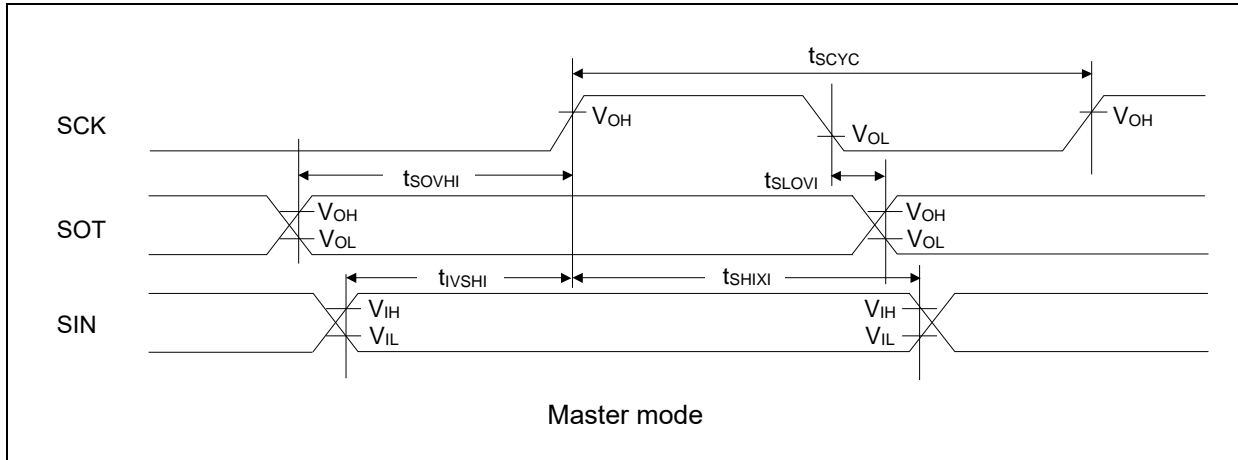 tSCYC
SCK
VOH
VOL
VOH
tSOVHI
tSLOVI
SOT
VOH
VOL
VOH
VOL
tIVSHI
tSHIXI
SIN
VIH
VIL
VIH
VIL
Master mode